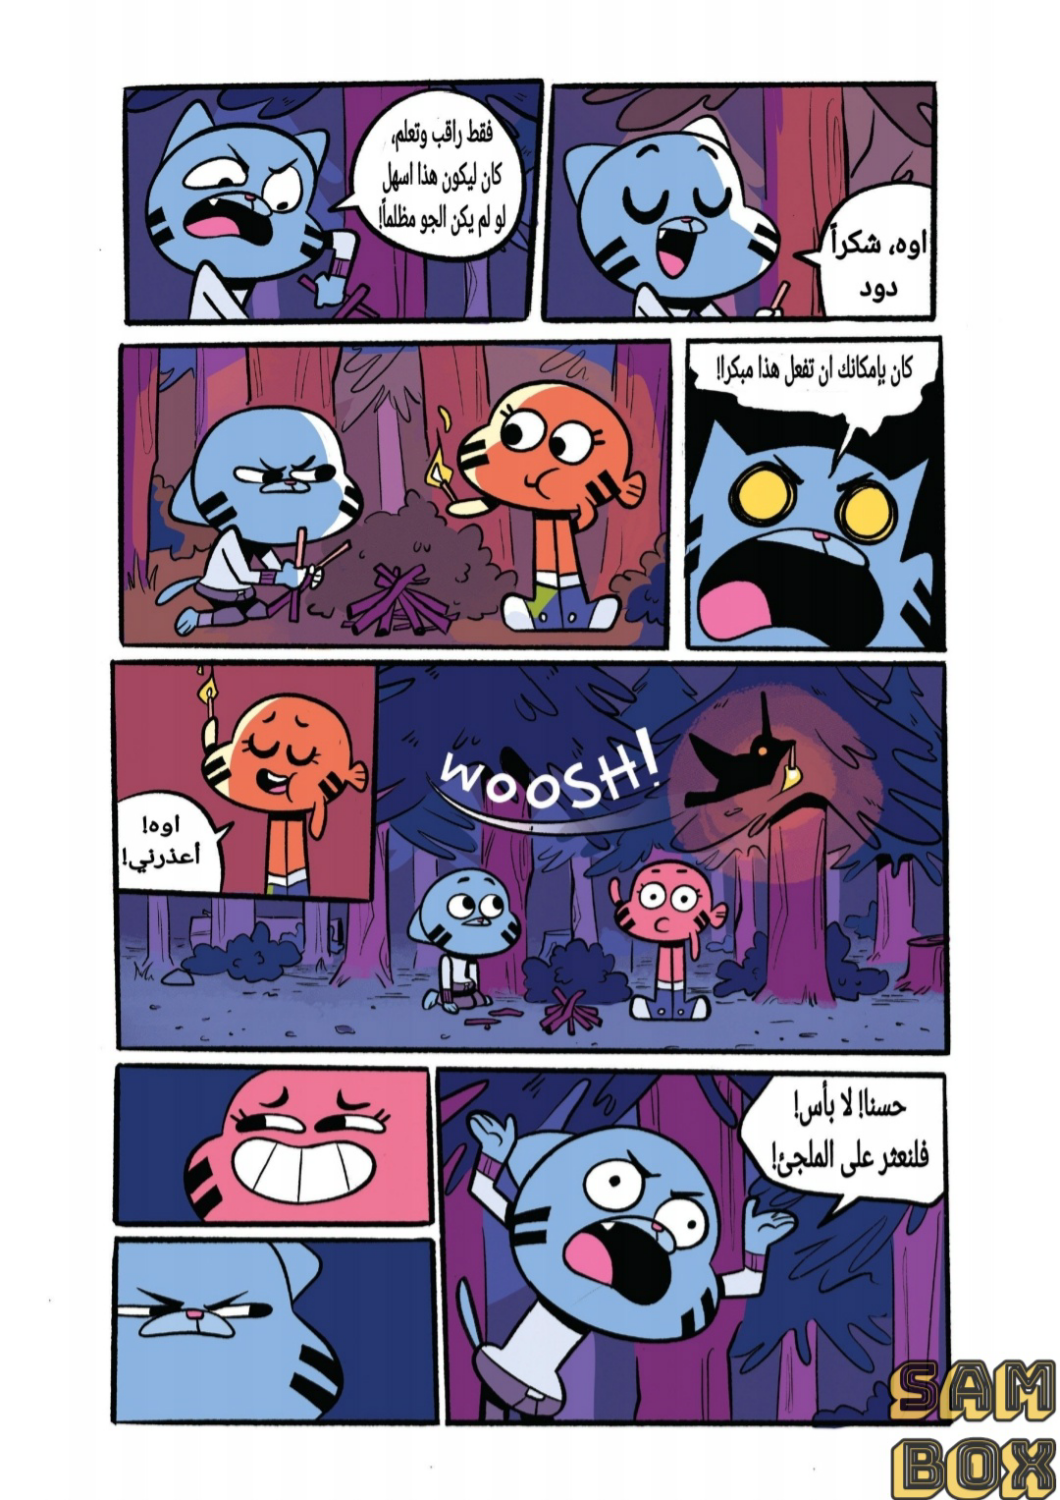 فقط راقب وتعلم،
كان ليكون هذا اسهل
لو لم يكن الجو مظلماً!
اوه، شكراً
دود
كان بإمكانك ان تفعل هذا مبكرا!
اوه!
أعذرني!
WOOSH!
حسنا! لا بأس!
فلنعثر على الملجئ!
SAM
BOX